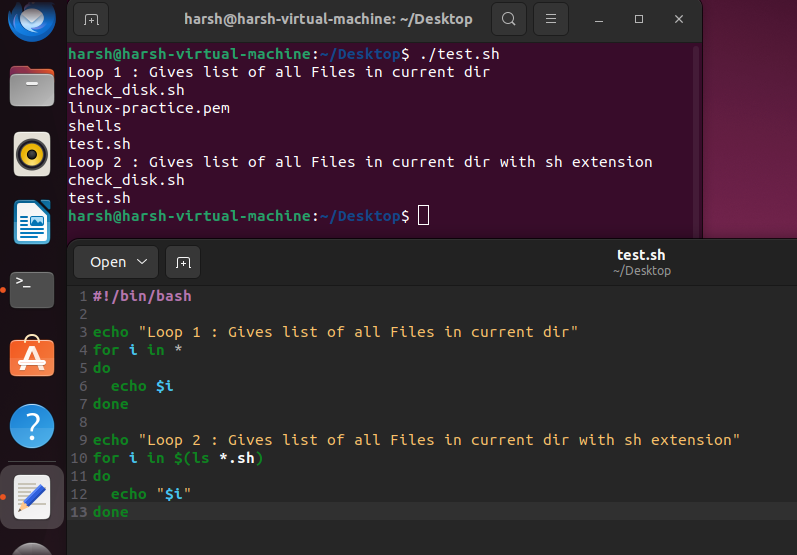 harsh@harsh-virtual-machine: ~/Desktop
harsh@harsh-virtual-machine:~/Desktop$ ./test.sh
Loop 1 : Gives list of all Files in current dir
check_disk.sh
linux-practice.pem
shells
test.sh
Loop 2 : Gives list of all Files in current dir with sh extension
check_disk.sh
test.sh
harsh@harsh-virtual-machine:~/Desktop$
Open
test.sh
~/Desktop
1 #!/bin/bash
2
3 echo "Loop 1 : Gives list of all Files in current dir"
4 for i in *
5 do
6   echo $i
7 done
8
9 echo "Loop 2 : Gives list of all Files in current dir with sh extension"
10 for i in $(ls *.sh)
11 do
12   echo "$i"
13 done